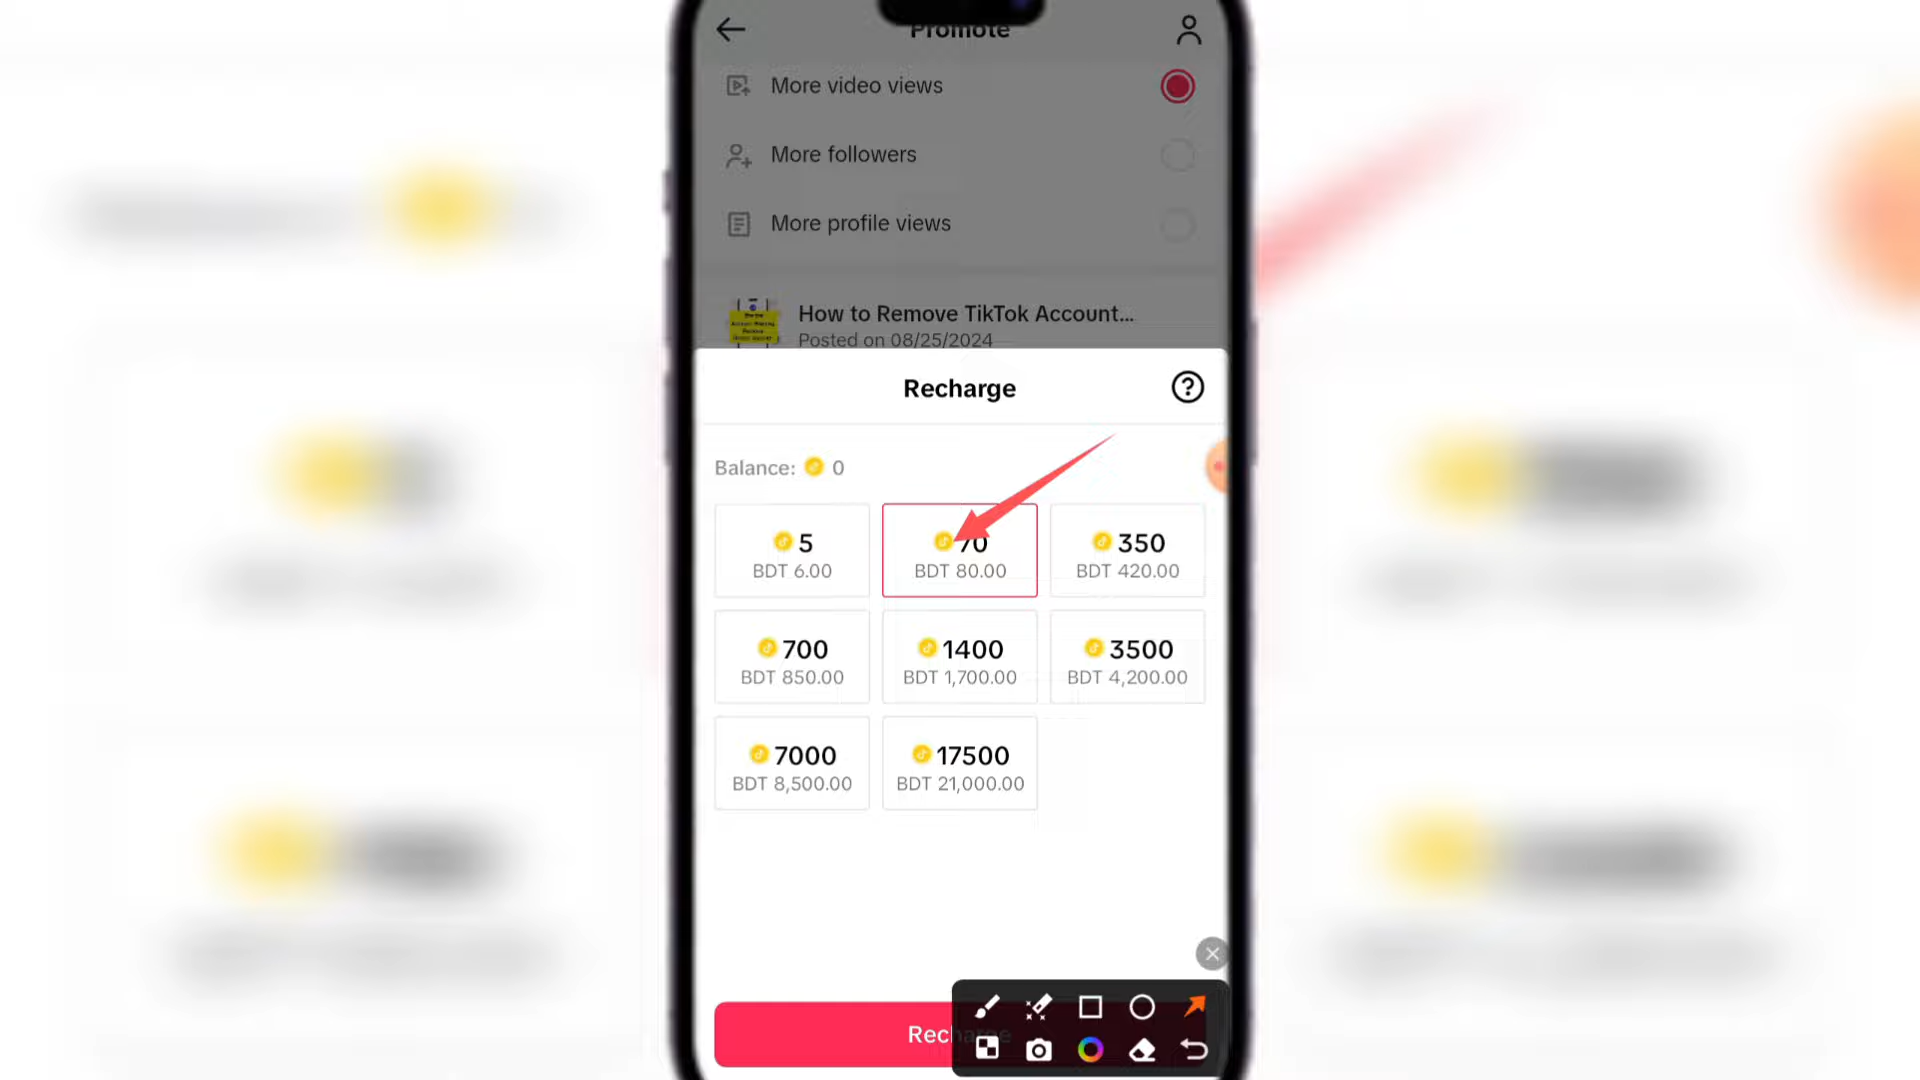 Promote
More video views
More followers
More profile views
How to Remove TikTok Account...
Posted on 08/25/2024
Recharge
Balance: 0
5
BDT 6.00
70
BDT 80.00
350
BDT 420.00
700
BDT 850.00
1400
BDT 1,700.00
3500
BDT 4,200.00
7000
BDT 8,500.00
17500
BDT 21,000.00
Recharge